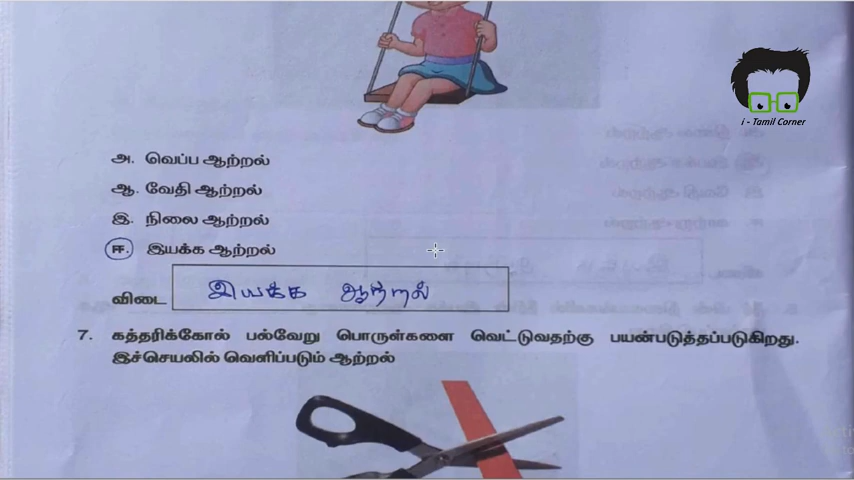 i - Tamil Corner
அ. வெப்ப ஆற்றல்
ஆ. வேதி ஆற்றல்
இ. நிலை ஆற்றல்
ஈ. இயக்க ஆற்றல்
விடை இயக்க ஆற்றல்
7. கத்தரிக்கோல் பல்வேறு பொருள்களை வெட்டுவதற்கு பயன்படுத்தப்படுகிறது.
இச்செயலில் வெளிப்படும் ஆற்றல்